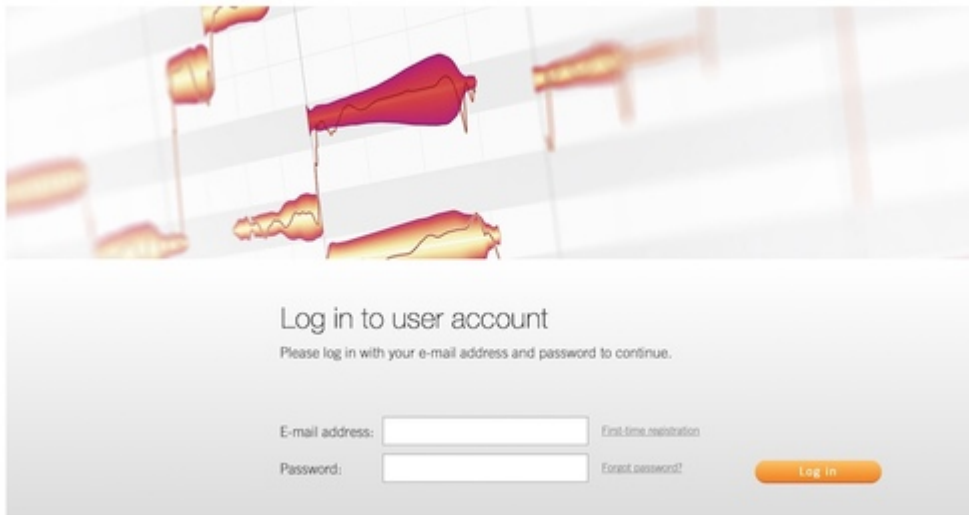 Log in to user account
Please log in with your e-mail address and password to continue.
E-mail address:
First-time registration
Password:
Forgot password?
Log in